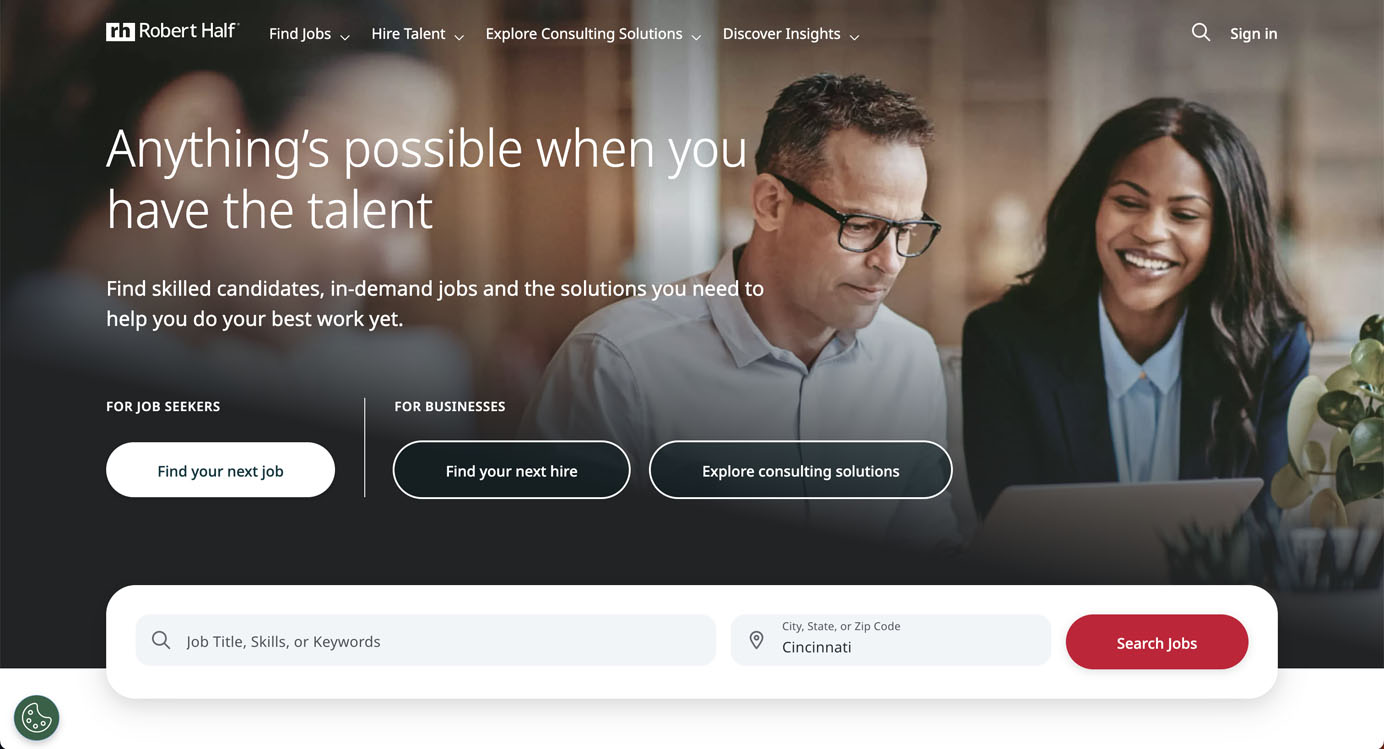 rh Robert Half®
Find Jobs
Hire Talent
Explore Consulting Solutions
Discover Insights
Sign in
Anything's possible when you
have the talent
Find skilled candidates, in-demand jobs and the solutions you need to
help you do your best work yet.
FOR JOB SEEKERS
Find your next job
FOR BUSINESSES
Find your next hire
Explore consulting solutions
Job Title, Skills, or Keywords
City, State, or Zip Code
Cincinnati
Search Jobs